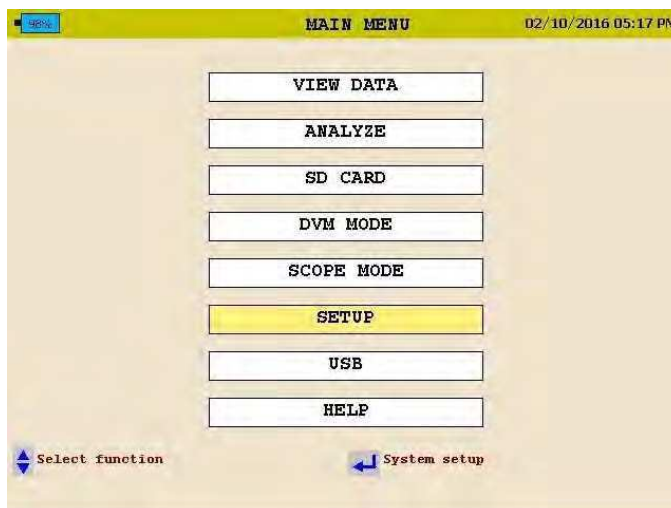 98% MAIN MENU 02/10/2016 05:17 PM
VIEW DATA
ANALYZE
SD CARD
DVM MODE
SCOPE MODE
SETUP
USB
HELP
Select function System setup